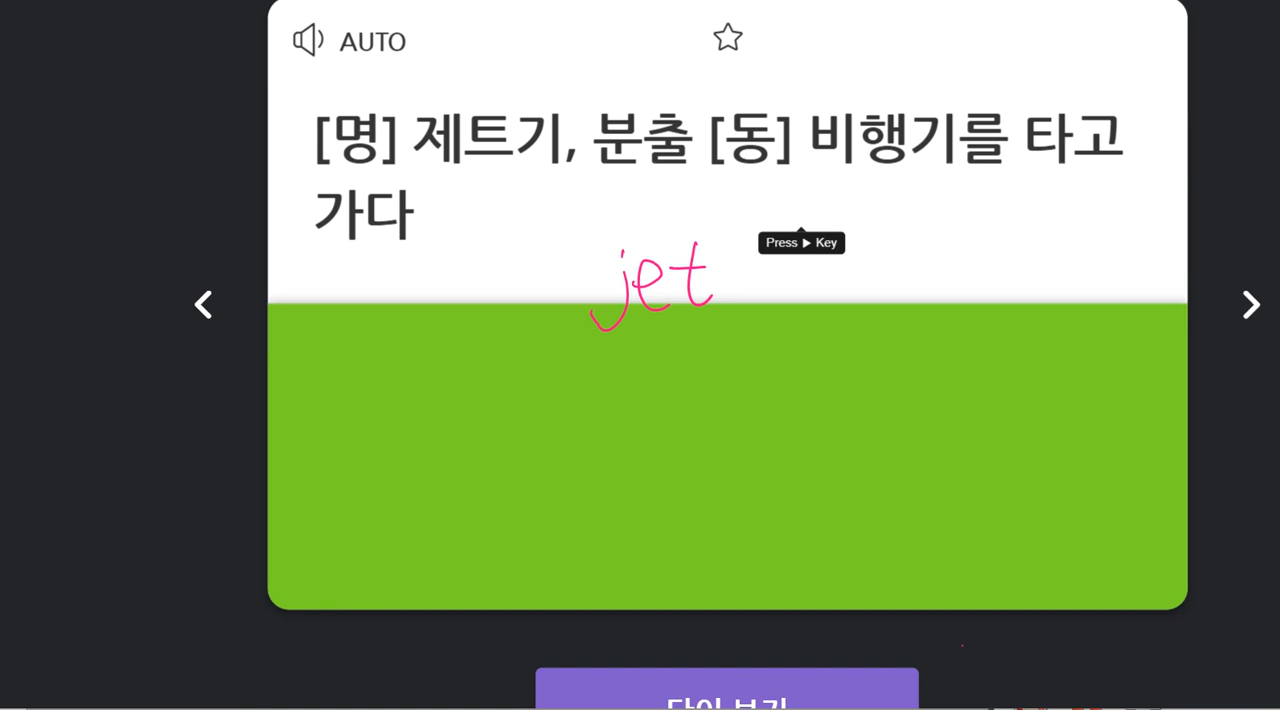 AUTO
[명] 제트기, 분출 [동] 비행기를 타고
가다
Press ▶ Key
jet